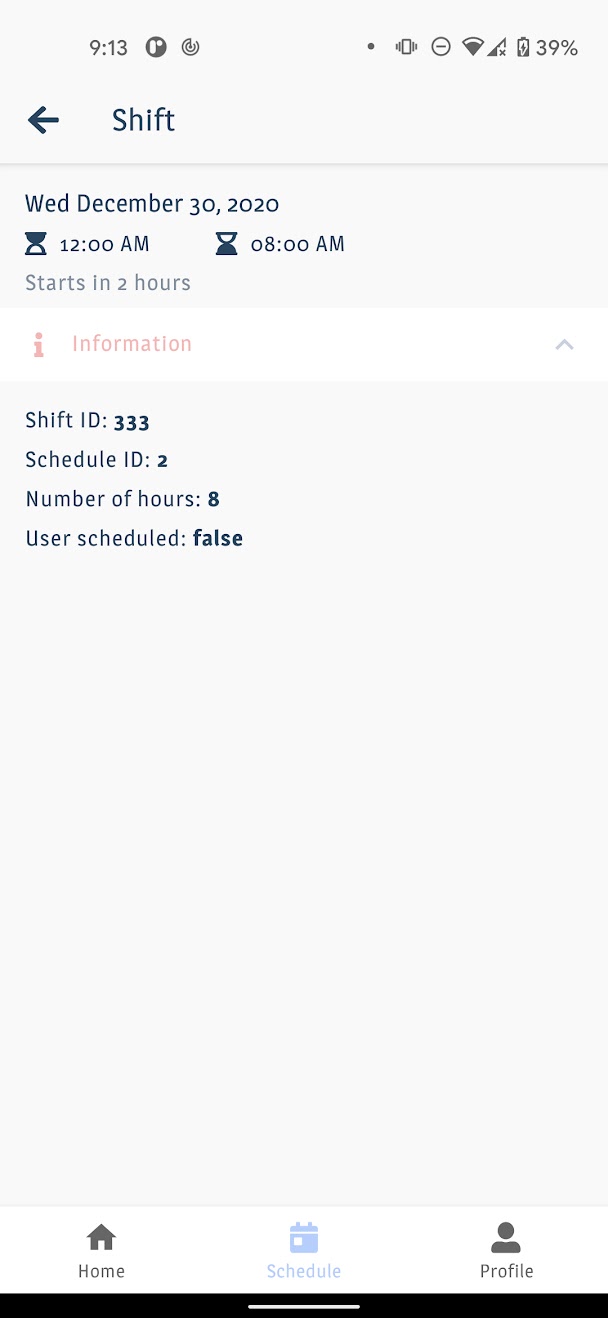 9:13 39%
Shift
Wed December 30, 2020
12:00 AM 08:00 AM
Starts in 2 hours
Information
Shift ID: 333
Schedule ID: 2
Number of hours: 8
User scheduled: false
Home Schedule Profile